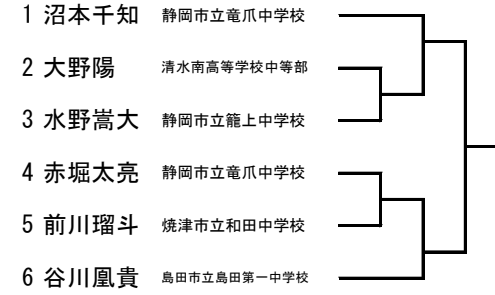 1 沼本千知 静岡市立竜爪中学校
2 大野陽 清水南高等学校中等部
3 水野嵩大 静岡市立籠上中学校
4 赤堀太亮 静岡市立竜爪中学校
5 前川瑠斗 焼津市立和田中学校
6 谷川凰貴 島田市立島田第一中学校